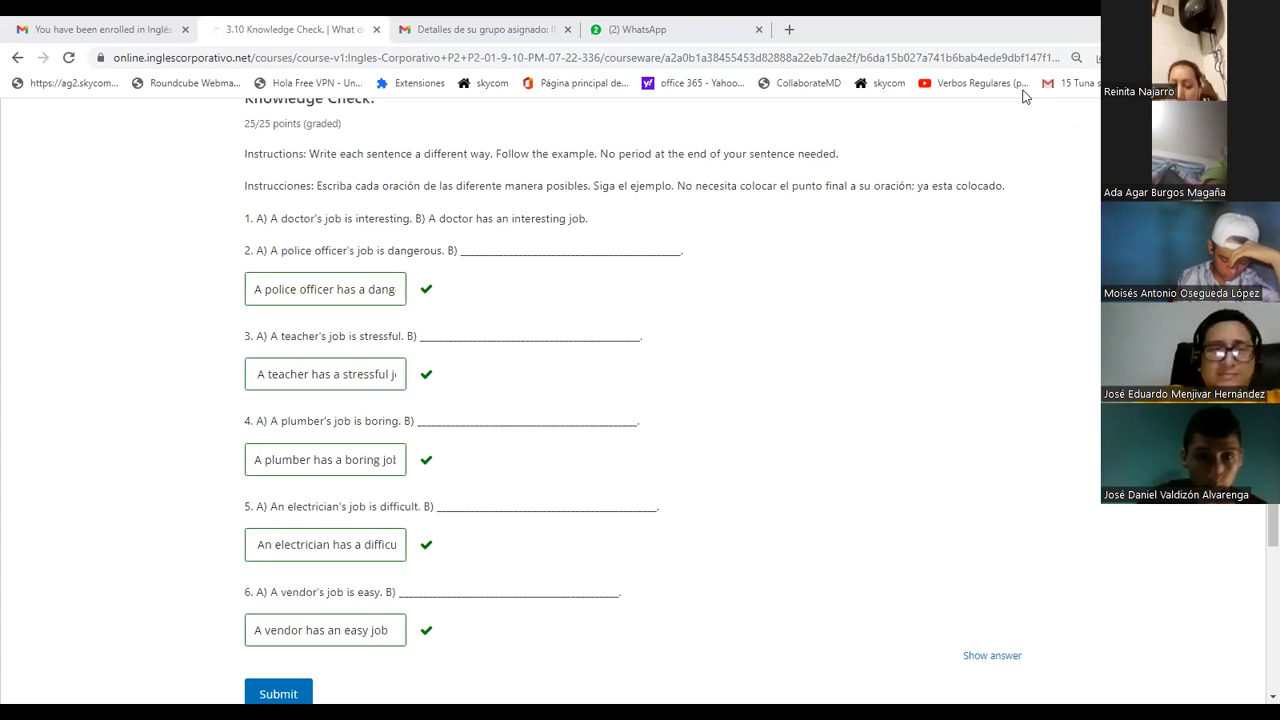 You have been enrolled in Inglés
3.10 Knowledge Check. | What d
Detalles de su grupo asignado: I
(2) WhatsApp
online.inglescorporativo.net/courses/course-v1:Ingles-Corporativo+P2+P2-01-9-11-PM-07-22-336/courseware/a2a0b1a38455453d82888e22eb7dae2f/b6da15b027a741b6bab4ede9dbf147f1...
https://ag2.skycom...
Roundcube Webma...
Hola Free VPN - Un...
Extensiones
skycom
Página principal de...
office 365 - Yahoo...
CollaborateMD
skycom
Verbos Regulares (p...
15 Tuna s
Knowledge Check.
25/25 points (graded)
Instructions: Write each sentence a different way. Follow the example. No period at the end of your sentence needed.
Instrucciones: Escriba cada oración de las diferente manera posibles. Siga el ejemplo. No necesita colocar el punto final a su oración; ya esta colocado.
1. A) A doctor's job is interesting. B) A doctor has an interesting job.
2. A) A police officer's job is dangerous. B) ____________________________________________.
A police officer has a dang
3. A) A teacher's job is stressful. B) ____________________________________________.
A teacher has a stressful j
4. A) A plumber's job is boring. B) ____________________________________________.
A plumber has a boring job
5. A) An electrician's job is difficult. B) ____________________________________________.
An electrician has a difficu
6. A) A vendor's job is easy. B) ____________________________________________.
A vendor has an easy job
Show answer
Submit
Reinita Najarro
Ada Agar Burgos Magaña
Moisés Antonio Osegueda López
José Eduardo Menjivar Hernández
José Daniel Valdizón Alvarenga